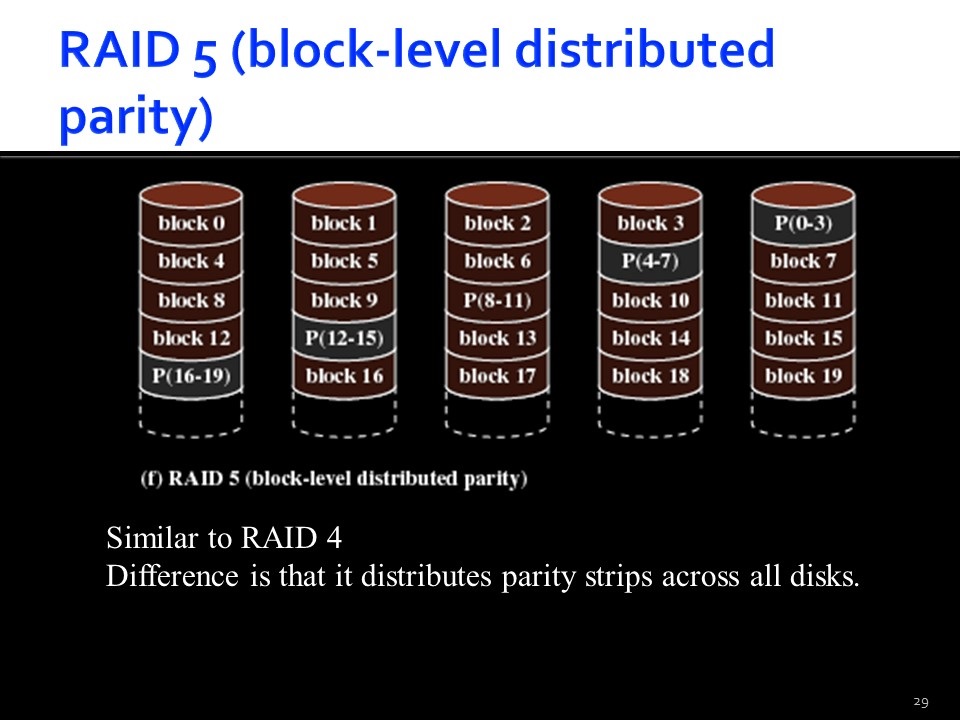 RAID 5 (block-level distributed
parity)
block 0 block 1 block 2 block 3 P(0-3)
block 4 block 5 block 6 P(4-7) block 7
block 8 block 9 P(8-11) block 10 block 11
block 12 P(12-15) block 13 block 14 block 15
P(16-19) block 16 block 17 block 18 block 19
(f) RAID 5 (block-level distributed parity)
Similar to RAID 4
Difference is that it distributes parity strips across all disks.
29